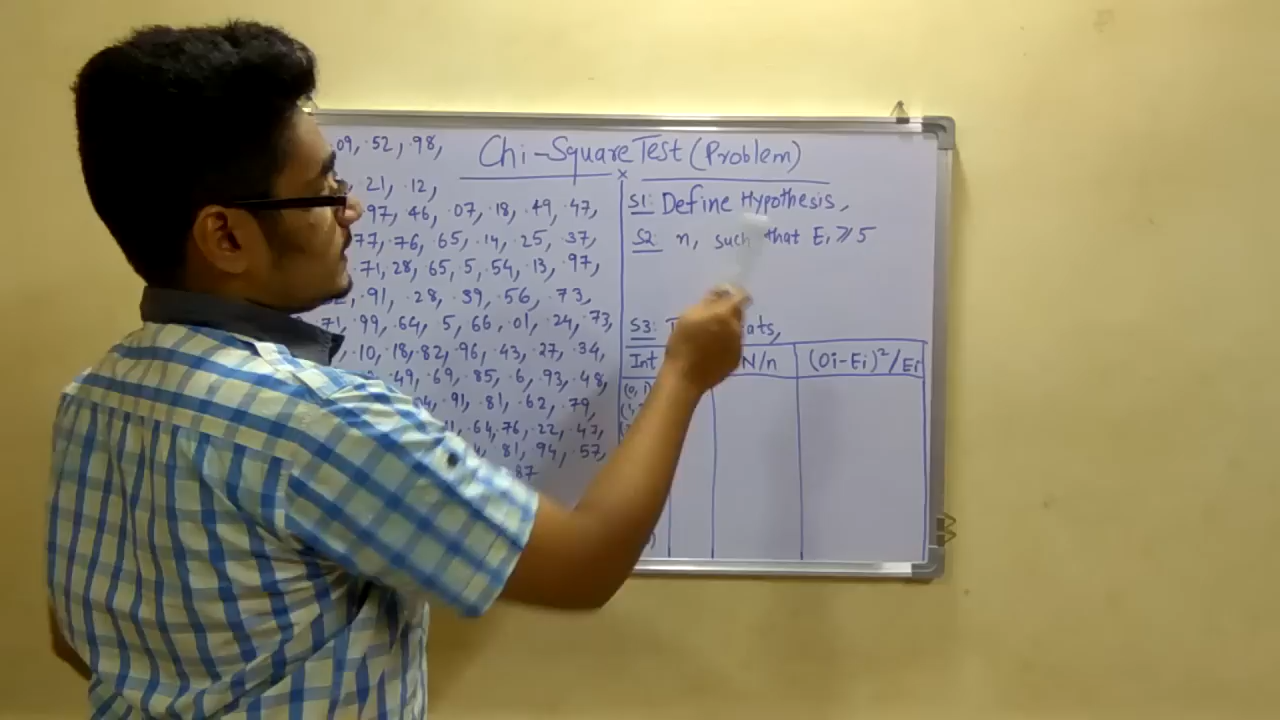 Chi-Square Test (Problem)
.09, .52, .98,
21, .12,
.97, .46, .07, .18, .49, .47,
77, .76, 65, .14, .25, .37,
.71, 28, 65, 5, .54, .13, .97,
.91, .28, .39, .56, .73,
71, .99, .64, .5, 66, .01, .24, .73,
.10, .18, .82, .96, .43, .27, .34,
.49, .69, .85, .6, .93, .48,
.91, .81, .62, .79,
.64, 76, .22, .47,
81, 94, .57,
87
S1: Define Hypothesis,
S2: n, such that Ei ≥ 5
S3:
Int N/n (Oi-Ei)²/Ei